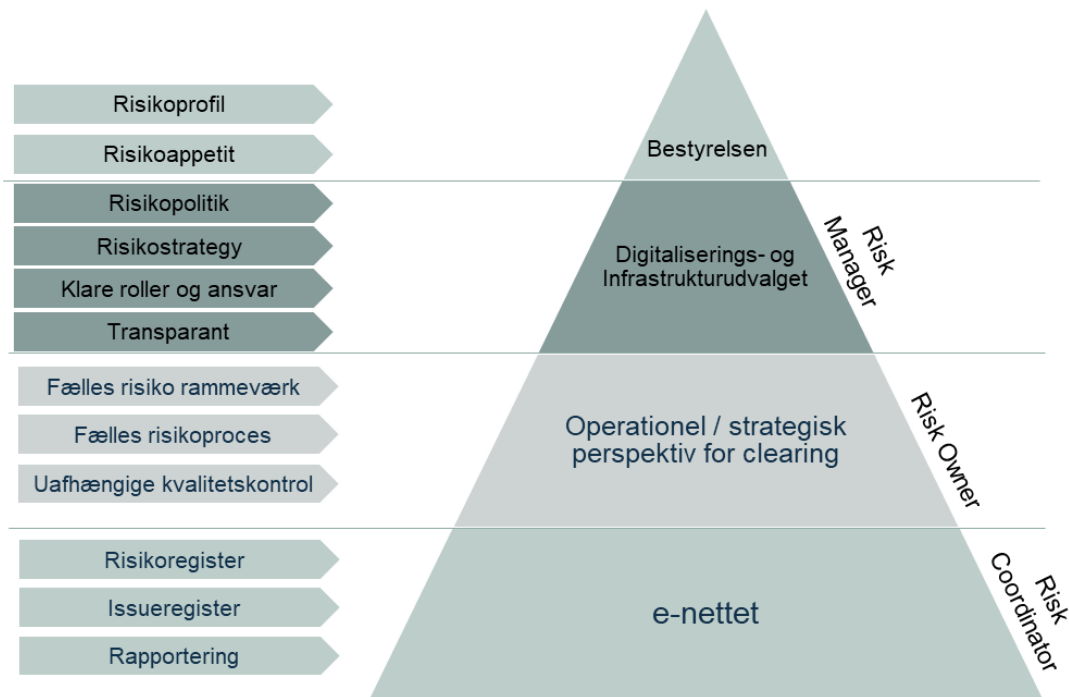 Risikoprofil
Risikoappetit
Bestyrelsen
Risikopolitik
Risikostrategy
Klare roller og ansvar
Transparant
Digitaliserings- og
Infrastrukturudvalget
Risk
Manager
Fælles risiko rammeværk
Fælles risikoproces
Uafhængige kvalitetskontrol
Operationel / strategisk
perspektiv for clearing
Risk Owner
Risikoregister
Issueregister
Rapportering
e-nettet
Risk
Coordinator